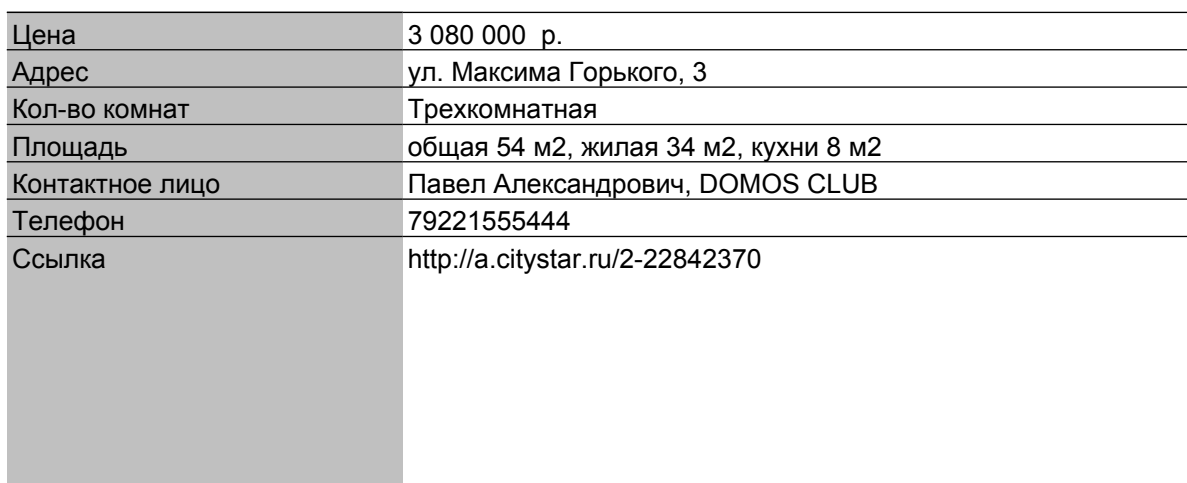 Цена 3 080 000 р.
Адрес ул. Максима Горького, 3
Кол-во комнат Трехкомнатная
Площадь общая 54 м2, жилая 34 м2, кухни 8 м2
Контактное лицо Павел Александрович, DOMOS CLUB
Телефон 79221555444
Ссылка http://a.citystar.ru/2-22842370